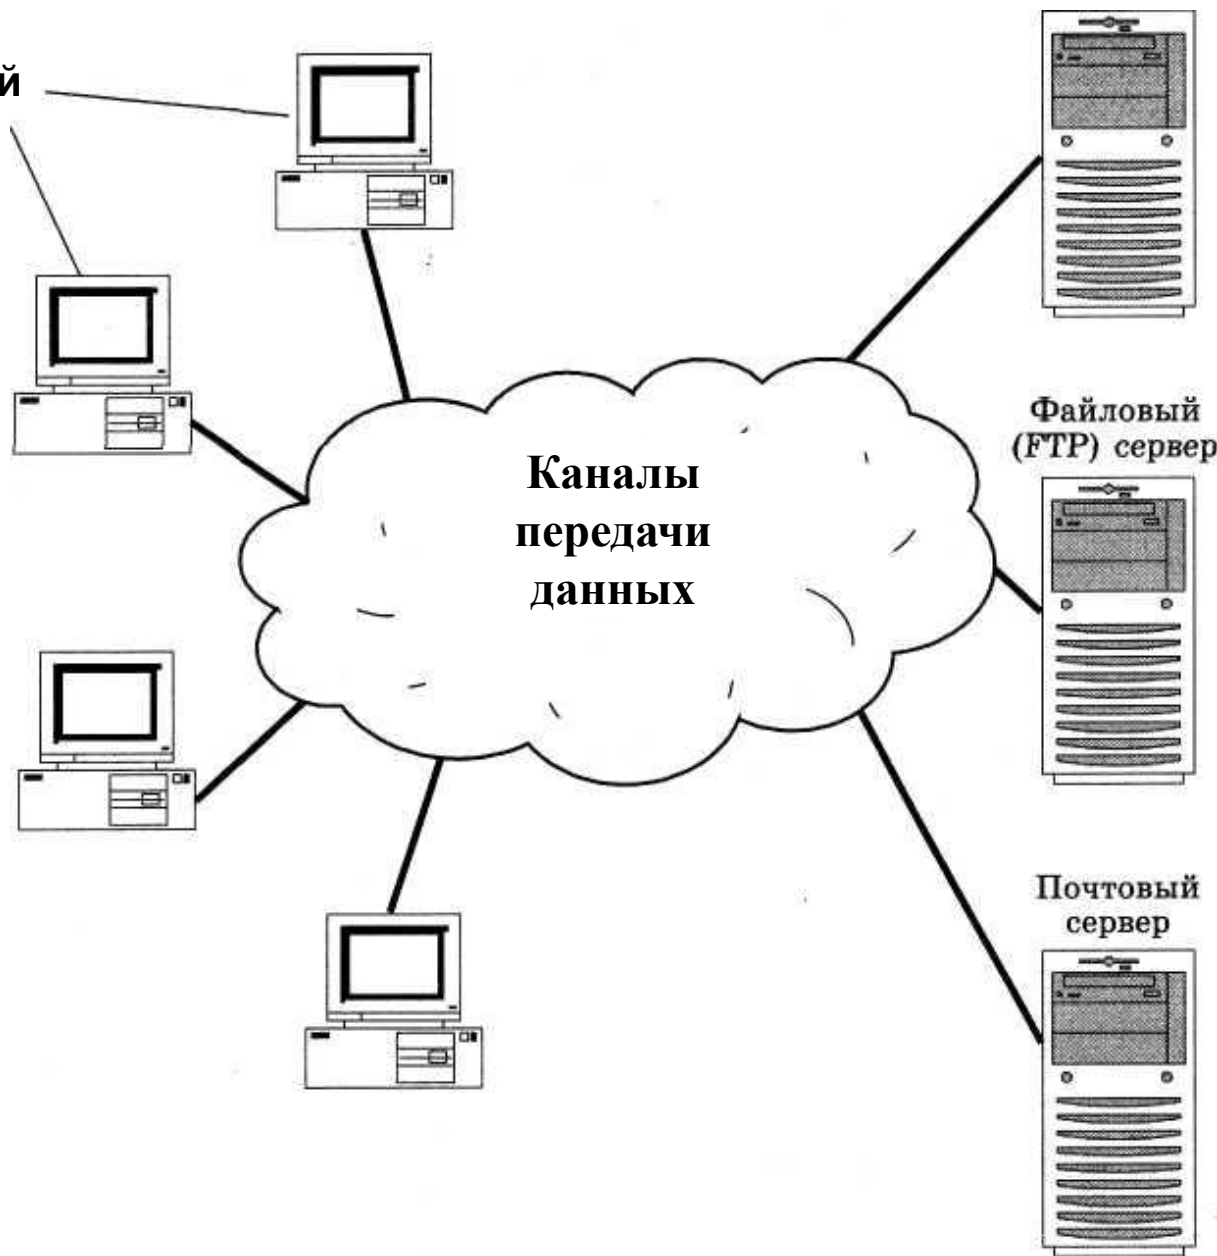 й
Каналы
передачи
данных
Файловый
(FTP) сервер
Почтовый
сервер